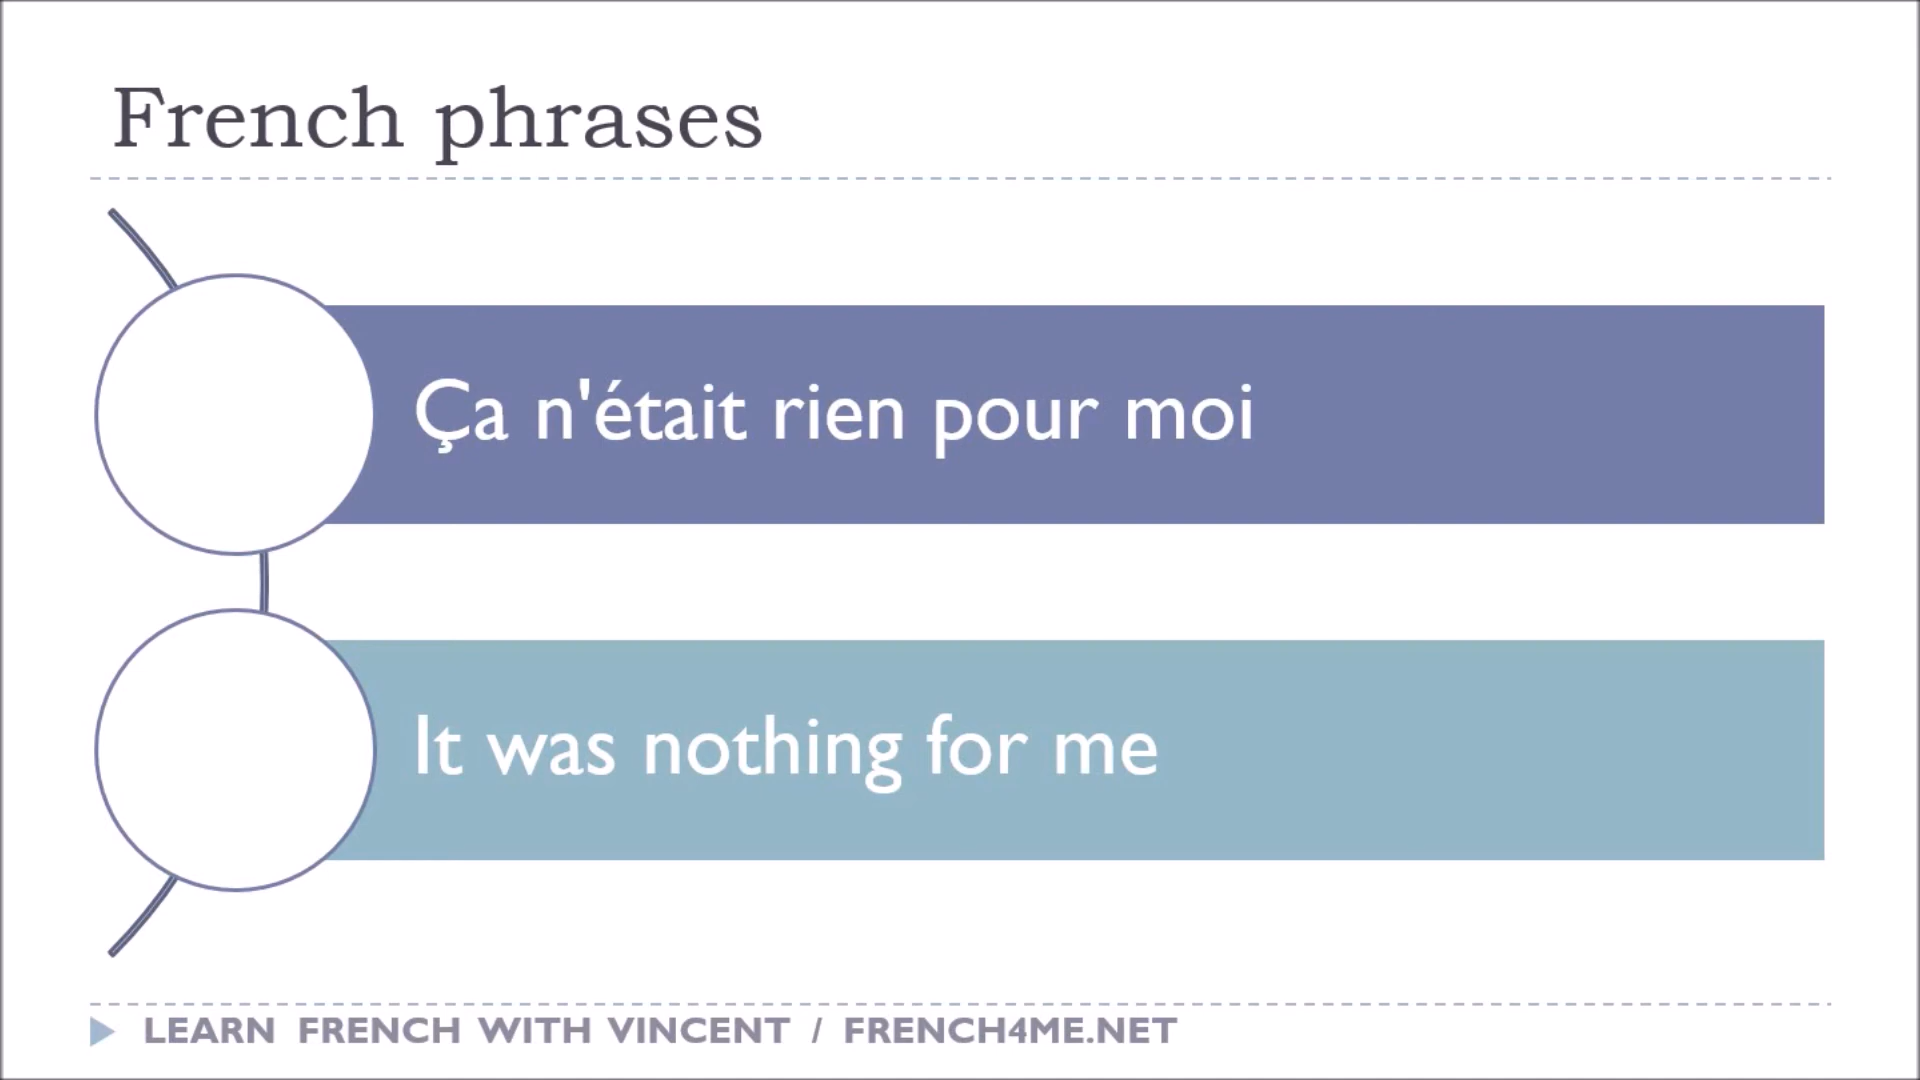 French phrases
Ça n'était rien pour moi
It was nothing for me
LEARN FRENCH WITH VINCENT / FRENCH4ME.NET